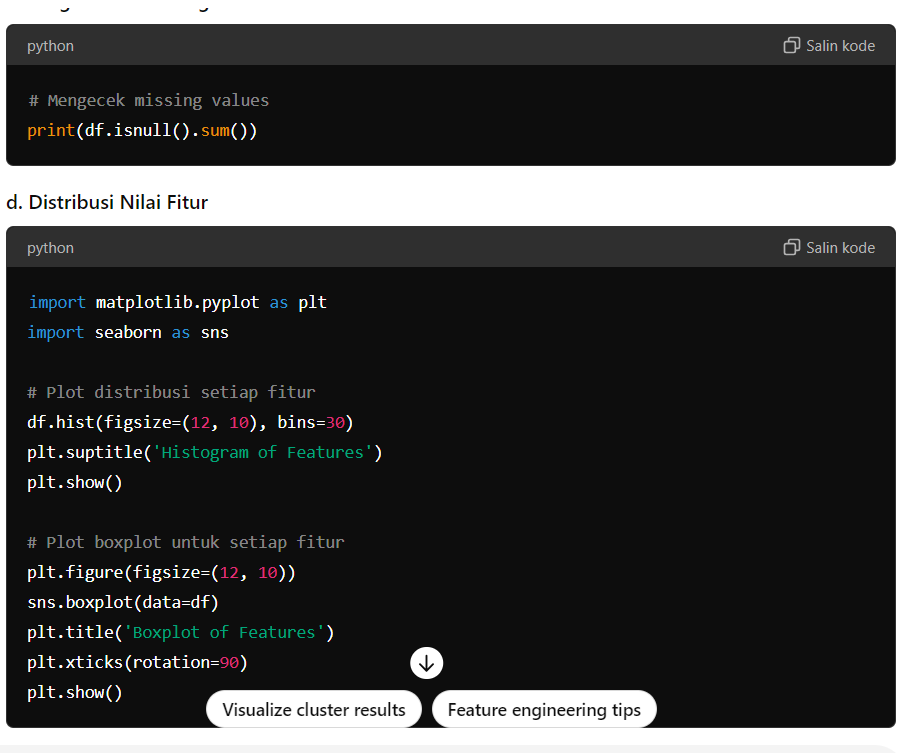 python
Salin kode
# Mengecek missing values
print(df.isnull().sum())
d. Distribusi Nilai Fitur
python
Salin kode
import matplotlib.pyplot as plt
import seaborn as sns
# Plot distribusi setiap fitur
df.hist(figsize=(12, 10), bins=30)
plt.suptitle('Histogram of Features')
plt.show()
# Plot boxplot untuk setiap fitur
plt.figure(figsize=(12, 10))
sns.boxplot(data=df)
plt.title('Boxplot of Features')
plt.xticks(rotation=90)
plt.show()
Visualize cluster results
Feature engineering tips